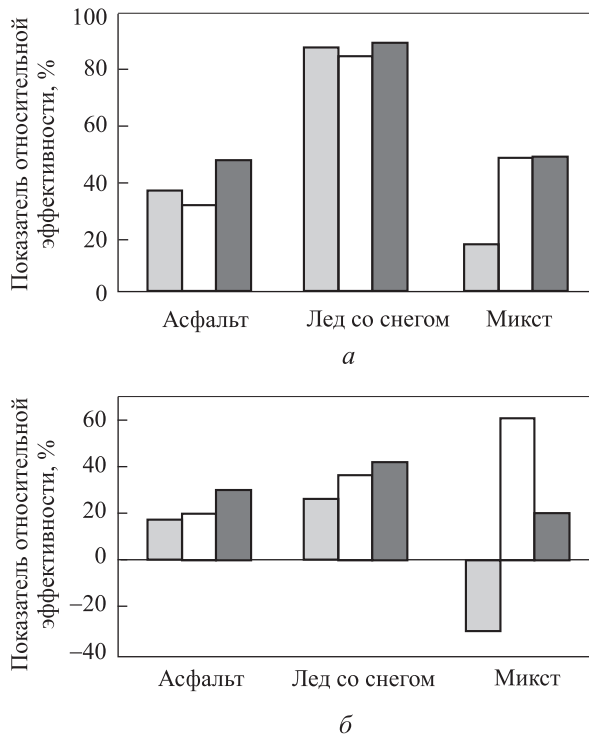 Показатель относительной
эффективности, %
100
80
60
40
20
0
Асфальт Лед со снегом Микст
а
Показатель относительной
эффективности, %
60
40
20
0
–20
–40
Асфальт Лед со снегом Микст
б